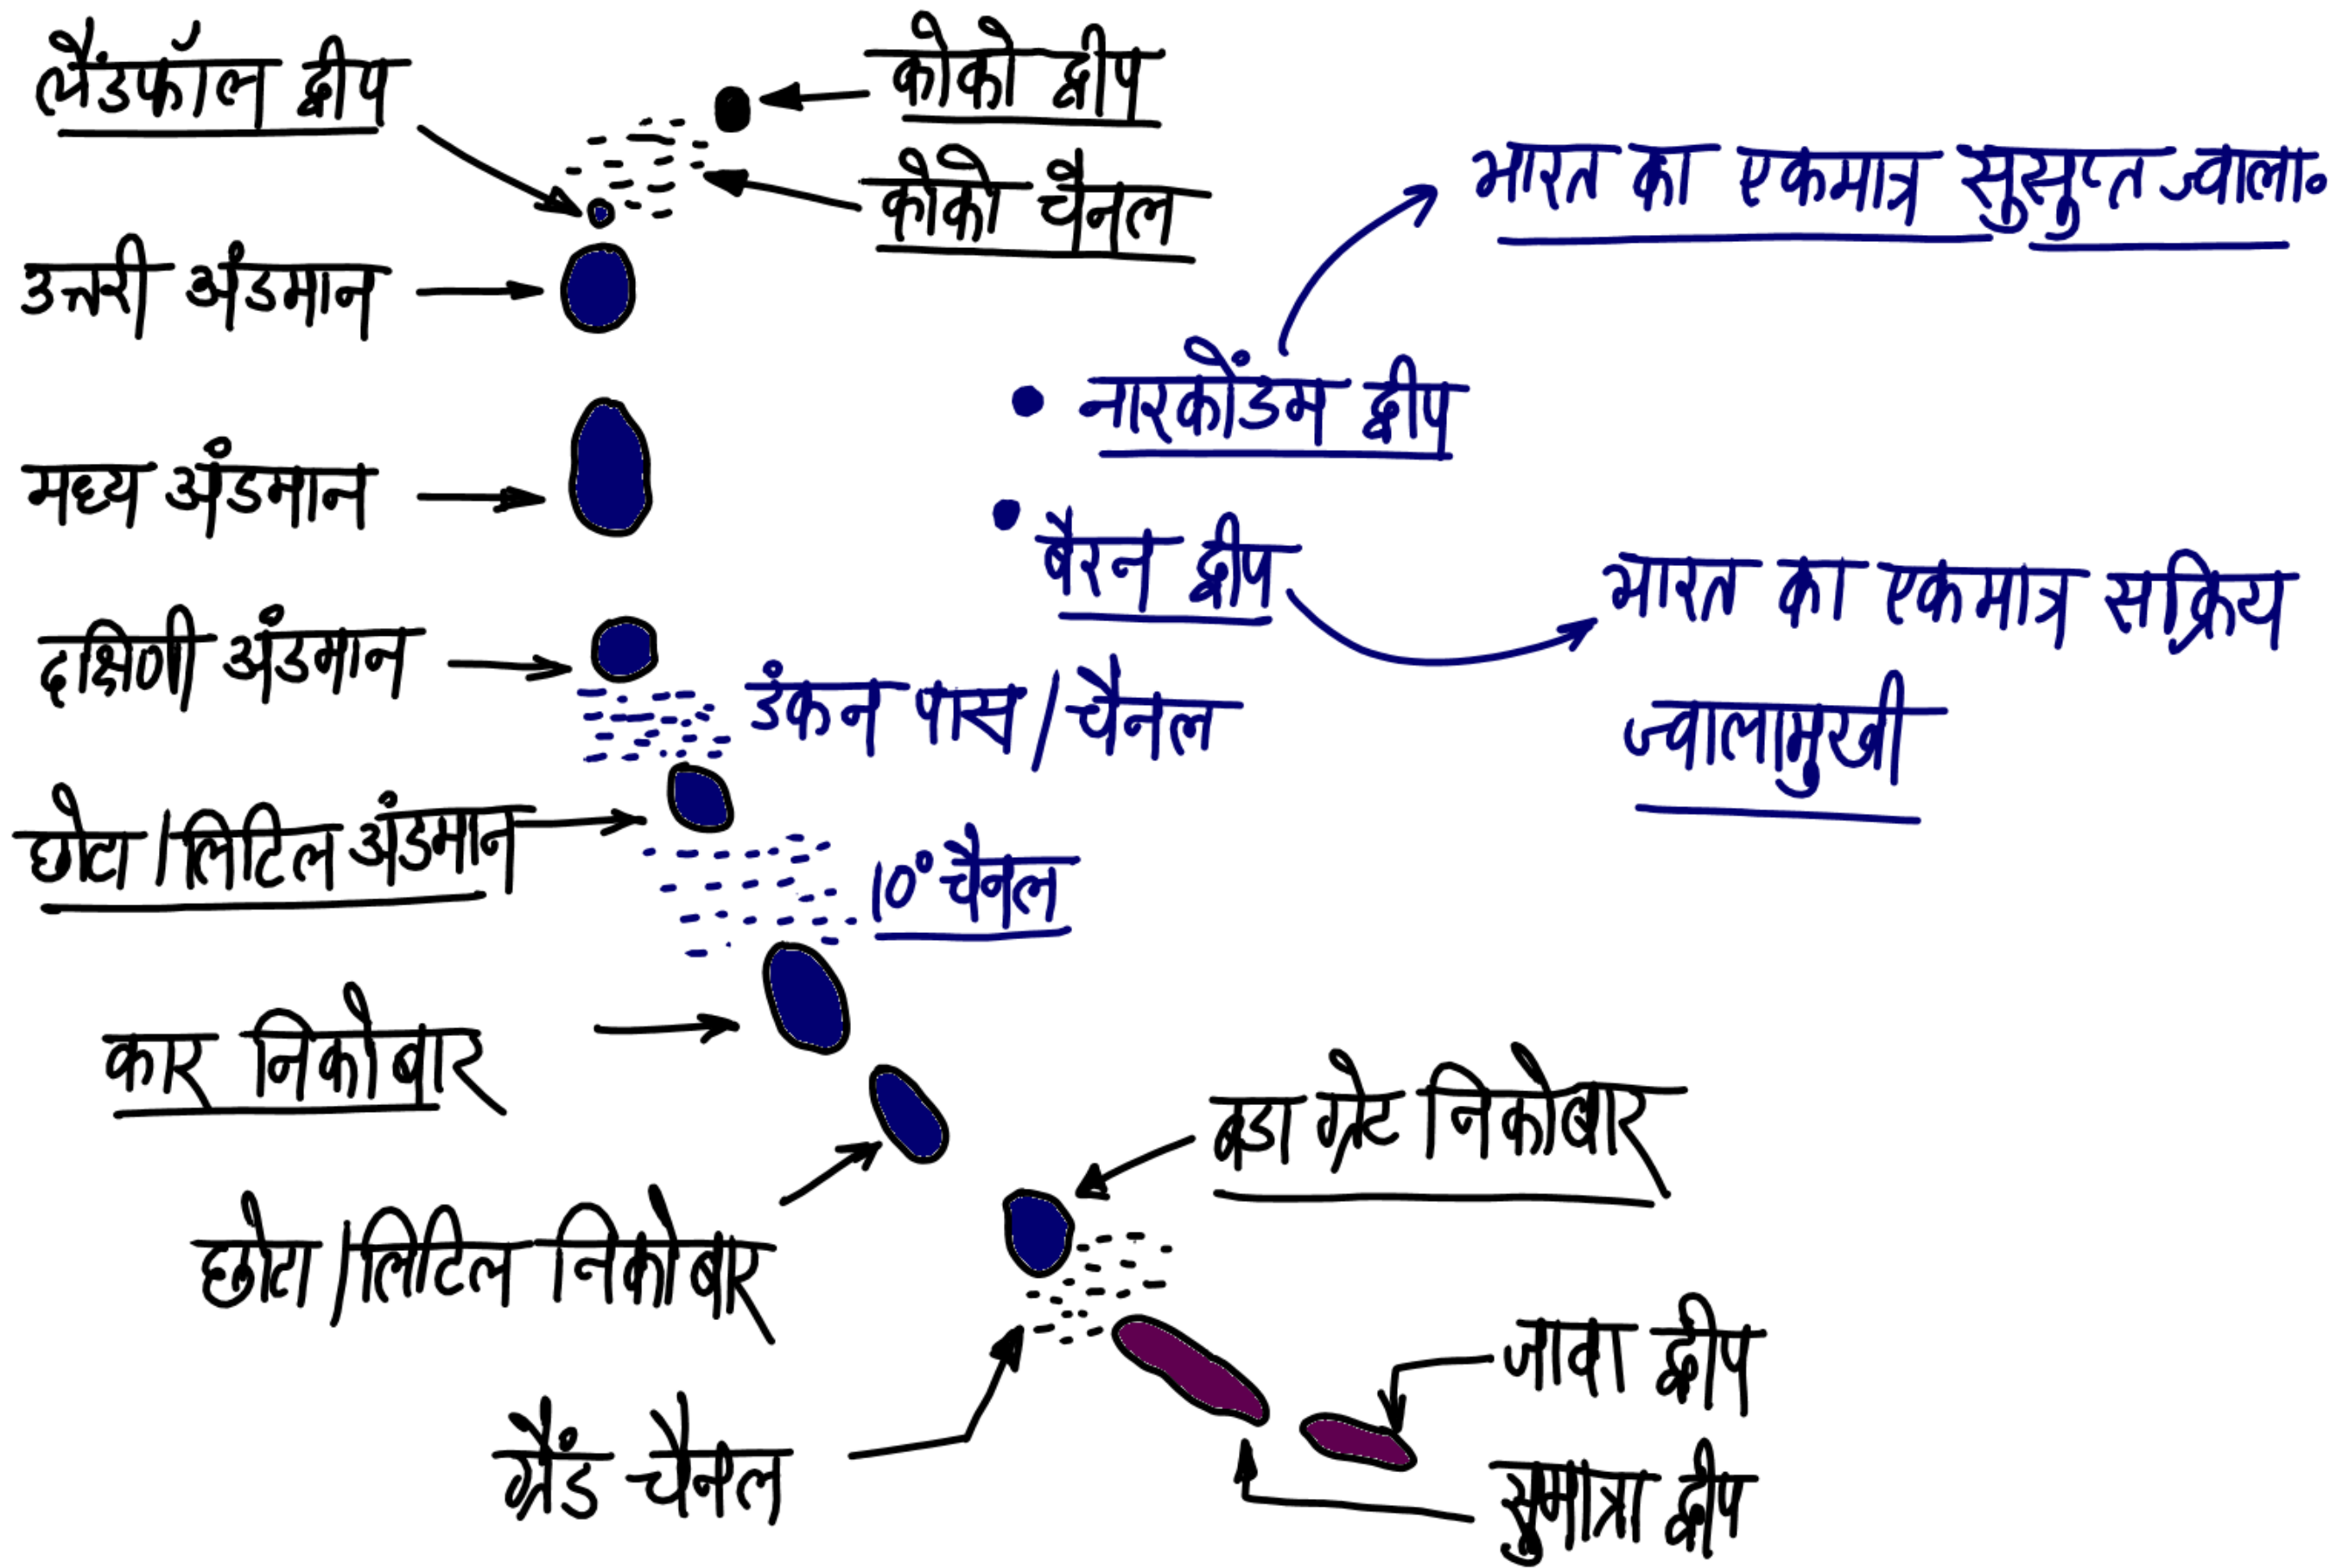 लैंडफॉल द्वीप
कोको द्वीप
कोको चैनल
भारत का एकमात्र सुसुप्त ज्वाला॰
उत्तरी अंडमान
नारकोंडम द्वीप
मध्य अंडमान
बैरन द्वीप
भारत का एकमात्र सक्रिय
ज्वालामुखी
दक्षिणी अंडमान
डंकन पास/चैनल
छोटा/लिटिल अंडमान
10° चैनल
कार निकोबार
बडा ग्रेट निकोबार
छोटा/लिटिल निकोबार
जावा द्वीप
ग्रैंड चैनल
सुमात्रा द्वीप